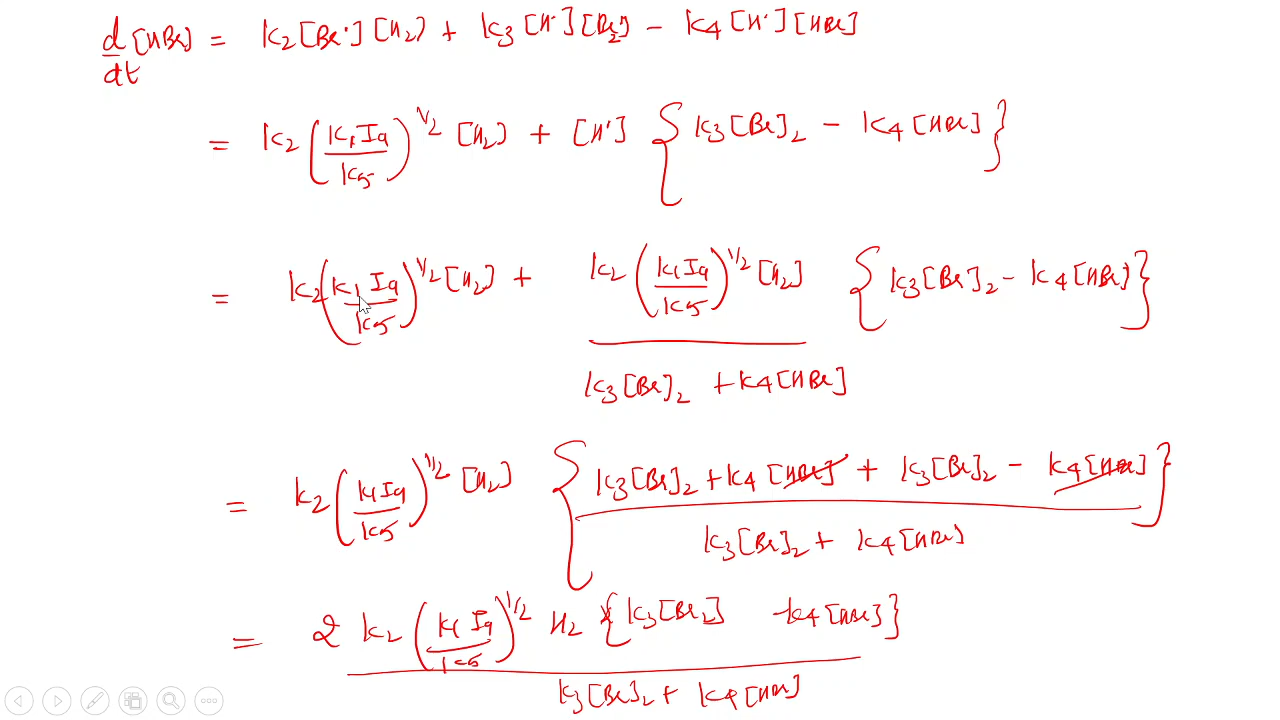 d/dt [HBr] = k2 [Br·] [H2] + k3 [H·] [Br2] − k4 [H·] [HBr]
= k2 (k1 Ia / k5)^1/2 [H2] + [H·] { k3 [Br]2 − k4 [HBr] }
= k2 (k1 Ia / k5)^1/2 [H2] + k2 (k1 Ia / k5)^1/2 [H2] / k3 [Br]2 + k4 [HBr] { k3 [Br]2 − k4 [HBr] }
= k2 (k1 Ia / k5)^1/2 [H2] { k3 [Br]2 + k4 [HBr] + k3 [Br]2 − k4 [HBr] / k3 [Br]2 + k4 [HBr] }
= 2 k2 (k1 Ia / k5)^1/2 H2 { k3 [Br2] − k4 [HBr] } / k3 [Br]2 + k4 [HBr]